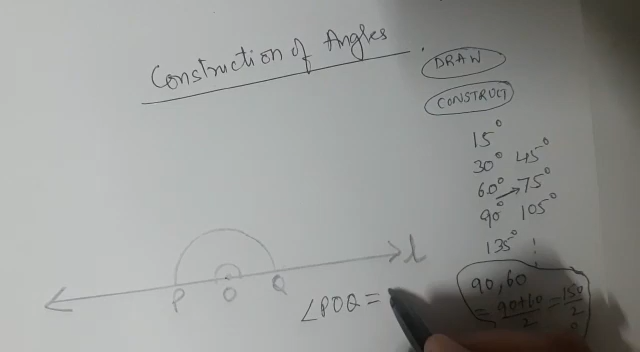 Construction of Angles.
DRAW
CONSTRUCT
15°
30° 45°
60° → 75°
90° 105°
135° !
90, 60
= 90+60/2 = 150/2
l
P O Q
∠POQ =